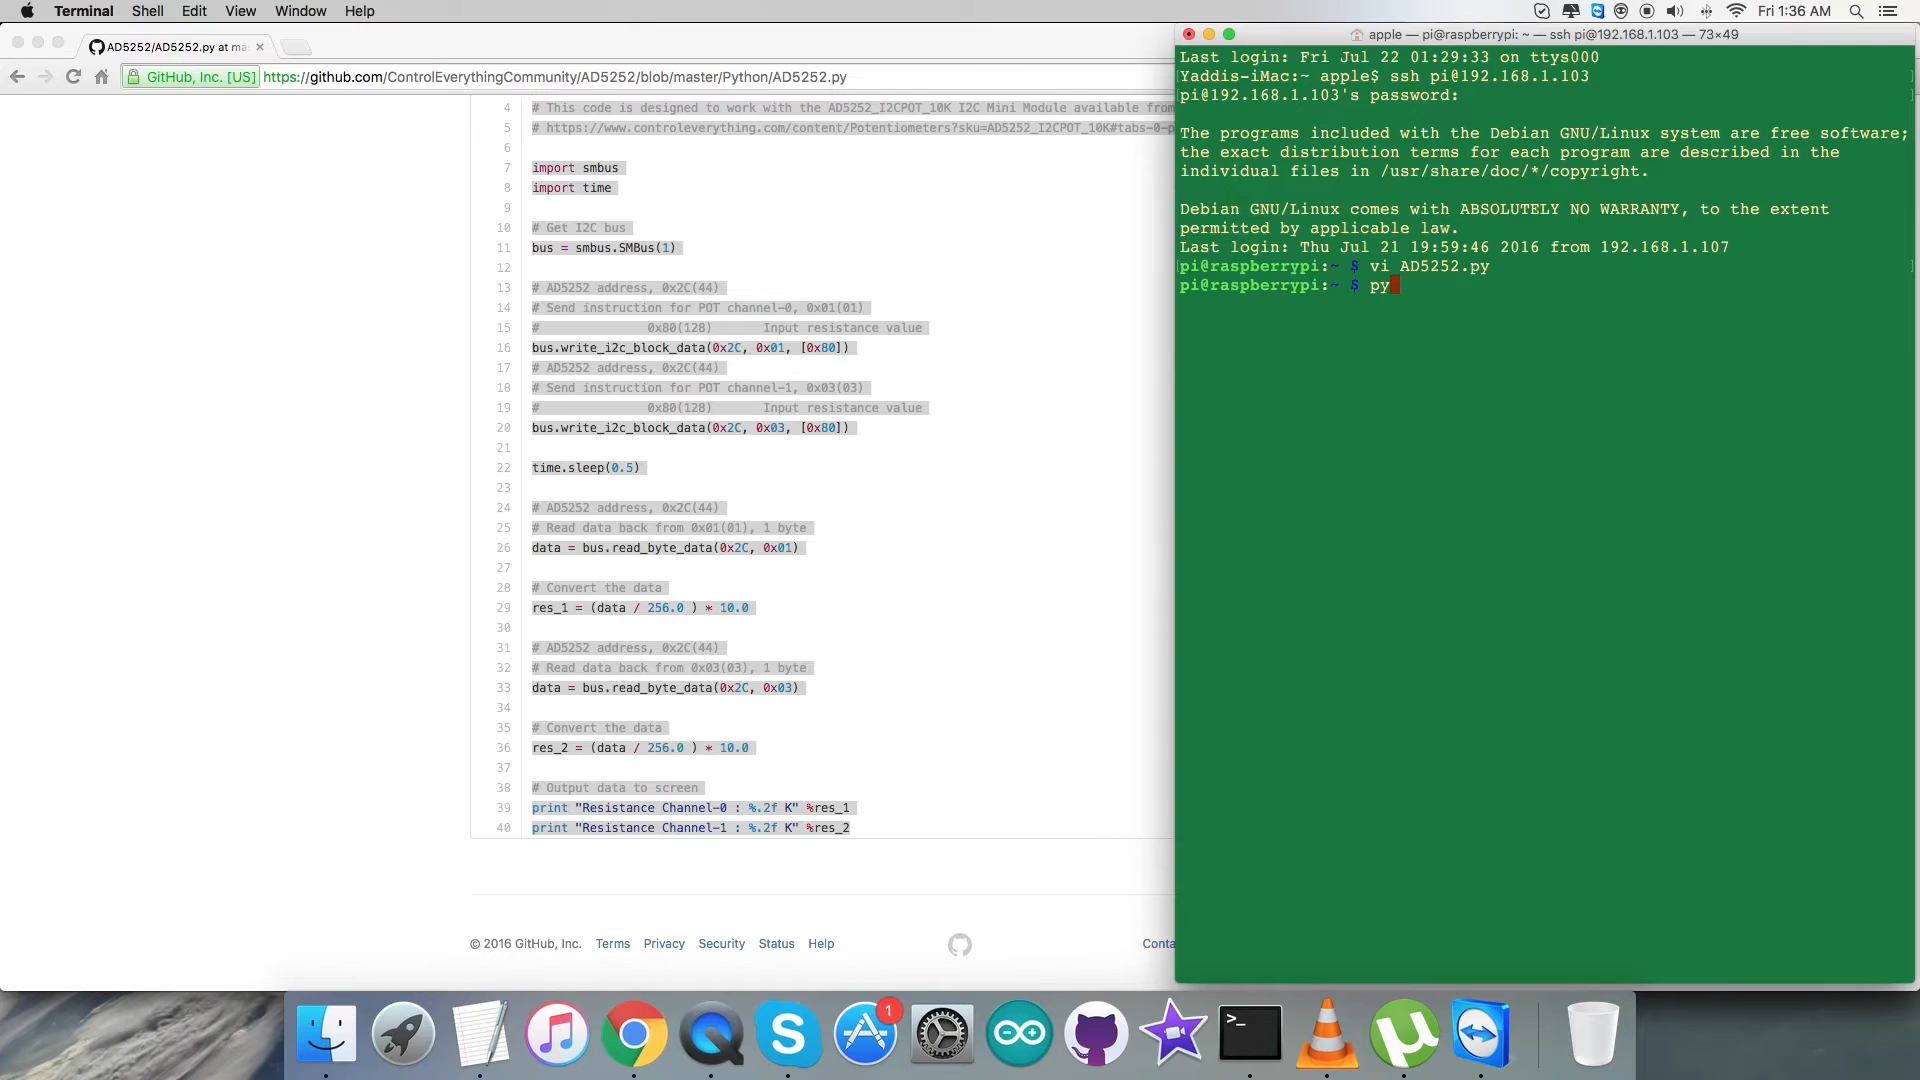 Terminal Shell Edit View Window Help
Fri 1:36 AM
AD5252/AD5252.py at ma
GitHub, Inc. [US] https://github.com/ControlEverythingCommunity/AD5252/blob/master/Python/AD5252.py
4 # This code is designed to work with the AD5252_I2CPOT_10K I2C Mini Module available from
5 # https://www.controleverything.com/content/Potentiometers?sku=AD5252_I2CPOT_10K#tabs-0-p
6
7 import smbus
8 import time
9
10 # Get I2C bus
11 bus = smbus.SMBus(1)
12
13 # AD5252 address, 0x2C(44)
14 # Send instruction for POT channel-0, 0x01(01)
15 # 0x80(128) Input resistance value
16 bus.write_i2c_block_data(0x2C, 0x01, [0x80])
17 # AD5252 address, 0x2C(44)
18 # Send instruction for POT channel-1, 0x03(03)
19 # 0x80(128) Input resistance value
20 bus.write_i2c_block_data(0x2C, 0x03, [0x80])
21
22 time.sleep(0.5)
23
24 # AD5252 address, 0x2C(44)
25 # Read data back from 0x01(01), 1 byte
26 data = bus.read_byte_data(0x2C, 0x01)
27
28 # Convert the data
29 res_1 = (data / 256.0 ) * 10.0
30
31 # AD5252 address, 0x2C(44)
32 # Read data back from 0x03(03), 1 byte
33 data = bus.read_byte_data(0x2C, 0x03)
34
35 # Convert the data
36 res_2 = (data / 256.0 ) * 10.0
37
38 # Output data to screen
39 print "Resistance Channel-0 : %.2f K" %res_1
40 print "Resistance Channel-1 : %.2f K" %res_2
© 2016 GitHub, Inc. Terms Privacy Security Status Help
Conta
apple — pi@raspberrypi: ~ — ssh pi@192.168.1.103 — 73×49
Last login: Fri Jul 22 01:29:33 on ttys000
Yaddis-iMac:~ apple$ ssh pi@192.168.1.103
pi@192.168.1.103's password:
The programs included with the Debian GNU/Linux system are free software;
the exact distribution terms for each program are described in the
individual files in /usr/share/doc/*/copyright.
Debian GNU/Linux comes with ABSOLUTELY NO WARRANTY, to the extent
permitted by applicable law.
Last login: Thu Jul 21 19:59:46 2016 from 192.168.1.107
pi@raspberrypi:~ $ vi AD5252.py
pi@raspberrypi:~ $ py
1